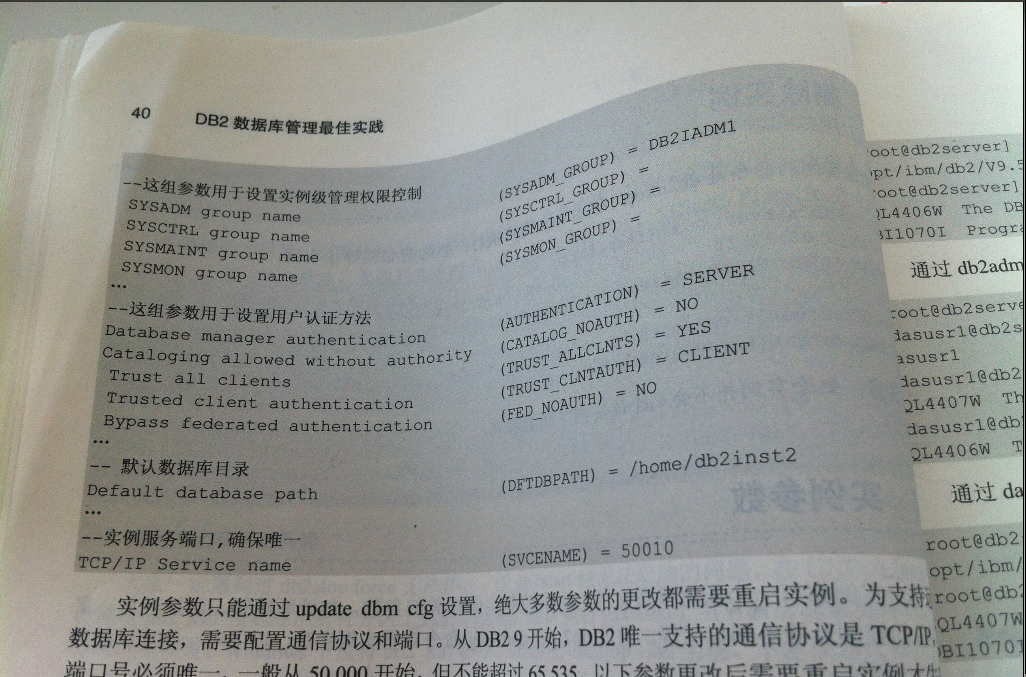 40 DB2 数据库管理最佳实践
--这组参数用于设置实例级管理权限控制
SYSADM group name (SYSADM_GROUP) = DB2IADM1
SYSCTRL group name (SYSCTRL_GROUP) =
SYSMAINT group name (SYSMAINT_GROUP) =
SYSMON group name (SYSMON_GROUP) =
…
--这组参数用于设置用户认证方法
Database manager authentication (AUTHENTICATION) = SERVER
Cataloging allowed without authority (CATALOG_NOAUTH) = NO
Trust all clients (TRUST_ALLCLNTS) = YES
Trusted client authentication (TRUST_CLNTAUTH) = CLIENT
Bypass federated authentication (FED_NOAUTH) = NO
…
-- 默认数据库目录
Default database path (DFTDBPATH) = /home/db2inst2
…
--实例服务端口,确保唯一
TCP/IP Service name (SVCENAME) = 50010
实例参数只能通过 update dbm cfg 设置，绝大多数参数的更改都需要重启实例。为支持
数据库连接，需要配置通信协议和端口。从 DB2 9 开始，DB2 唯一支持的通信协议是 TCP/IP,
端口号必须唯一，一般从 50 000 开始，但不能超过 65 535。以下参数更改后需要重启实例才
oot@db2server]
pt/ibm/db2/V9.5
root@db2server]
QL4406W The DB
BI1070I Progra
通过 db2adm
root@db2serve
dasusr1@db2s
asusr1
dasusr1@db2
QL4407W Th
dasusr1@db
QL4406W T
通过 da
root@db2
opt/ibm/
root@db2
QL4407W
DBI1070I